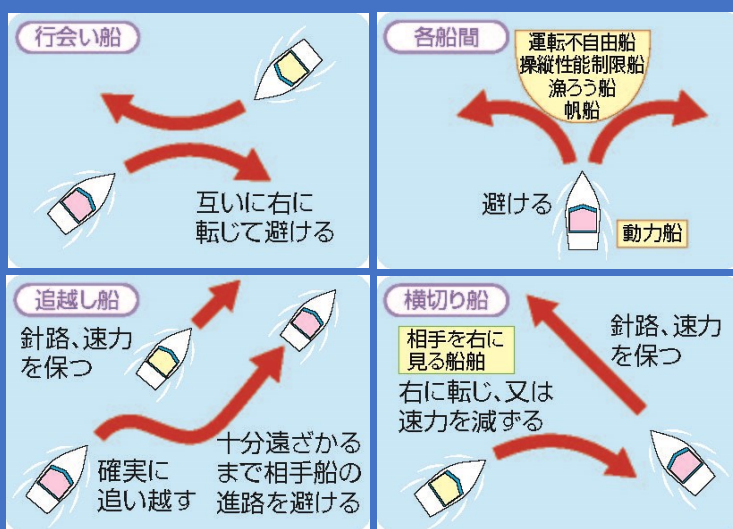 行会い船
互いに右に
転じて避ける
各船間
運転不自由船
操縦性能制限船
漁ろう船
帆船
避ける
動力船
追越し船
針路、速力
を保つ
確実に
追い越す
十分遠ざかる
まで相手船の
進路を避ける
横切り船
相手を右に
見る船舶
右に転じ、又は
速力を減ずる
針路、速力
を保つ